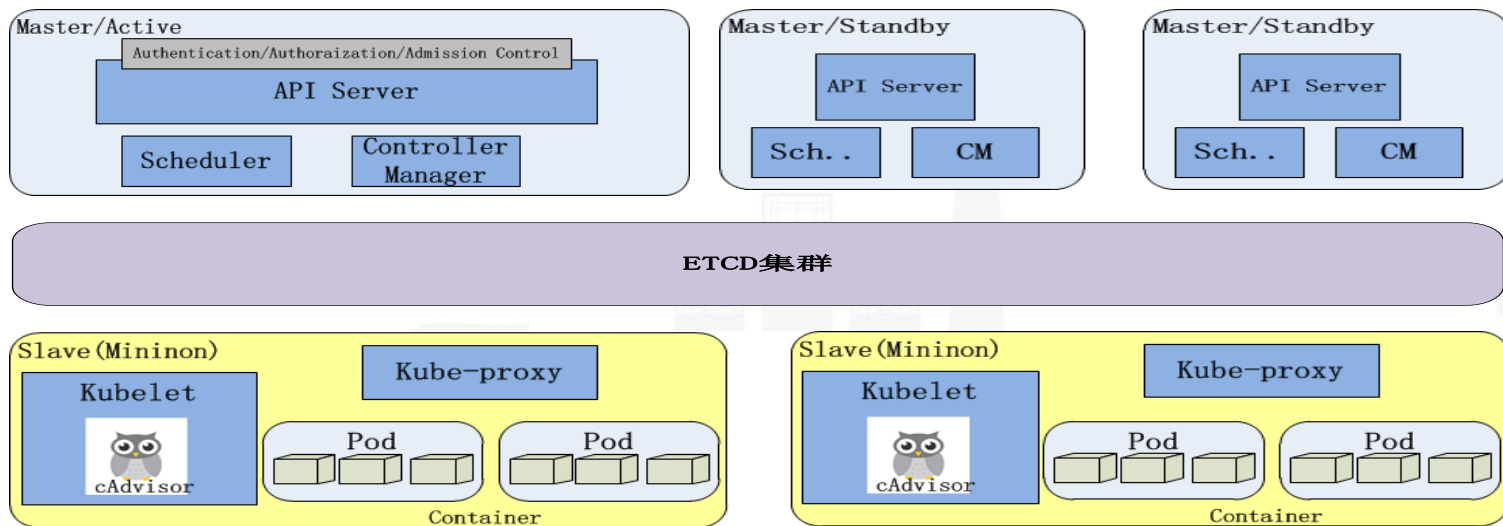 Master/Active
Authentication/Authoraization/Admission Control
API Server
Scheduler
Controller
Manager
Master/Standby
API Server
Sch..
CM
Master/Standby
API Server
Sch..
CM
ETCD集群
Slave(Mininon)
Kubelet
cAdvisor
Kube-proxy
Pod
Pod
Container
Slave(Mininon)
Kubelet
cAdvisor
Kube-proxy
Pod
Pod
Container